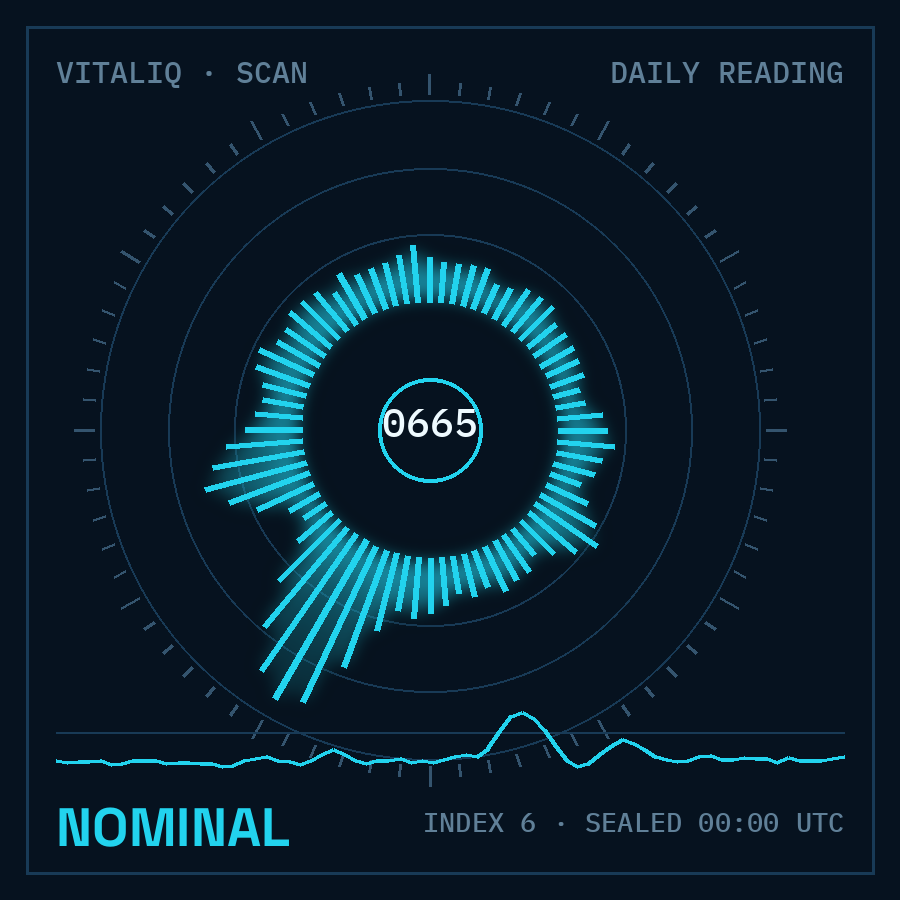 VITALIQ · SCAN
DAILY READING
0665
NOMINAL
INDEX 6 · SEALED 00:00 UTC